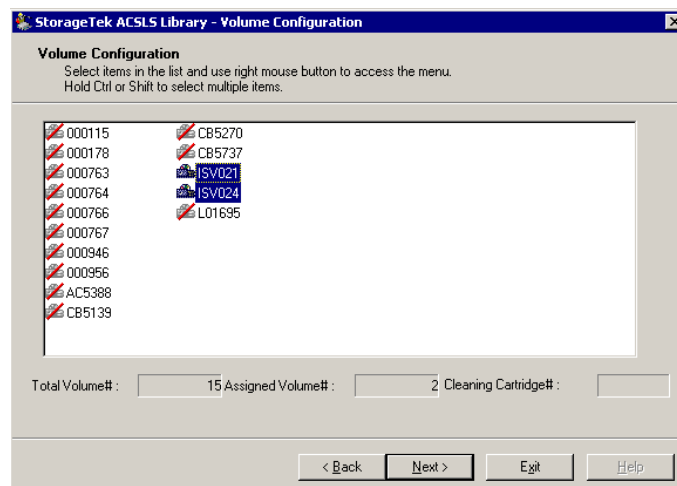 StorageTek ACSLS Library - Volume Configuration
Volume Configuration
Select items in the list and use right mouse button to access the menu.
Hold Ctrl or Shift to select multiple items.
000115 CB5270
000178 CB5737
000763 ISV021
000764 ISV024
000766 L01695
000767
000946
000956
AC5388
CB5139
Total Volume# : 15 Assigned Volume# : 2 Cleaning Cartridge# :
< Back Next > Exit Help